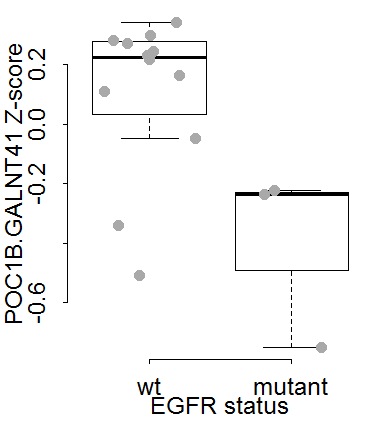 POC1B.GALNT41 Z-score
0.2
0.0
-0.2
-0.6
wt
mutant
EGFR status